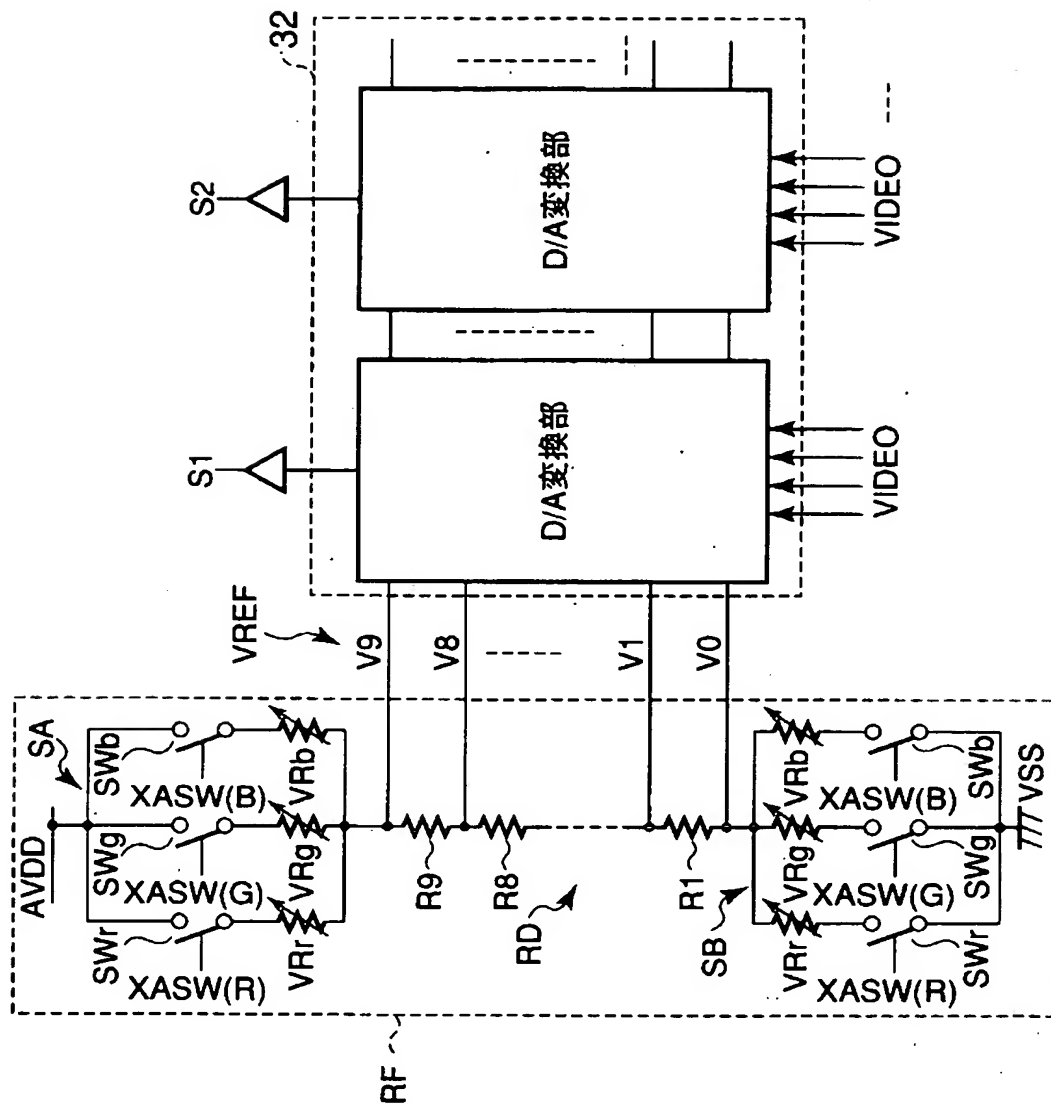 32
S1
S2
D/A変換部
D/A変換部
VIDEO
VIDEO
VREF
V9
V8
V1
V0
AVDD
SA
SWr
SWg
SWb
XASW(R)
XASW(G)
XASW(B)
VRr
VRg
VRb
R9
R8
RD
R1
SB
VRr
VRg
VRb
XASW(R)
XASW(G)
XASW(B)
SWr
SWg
SWb
VSS
RF